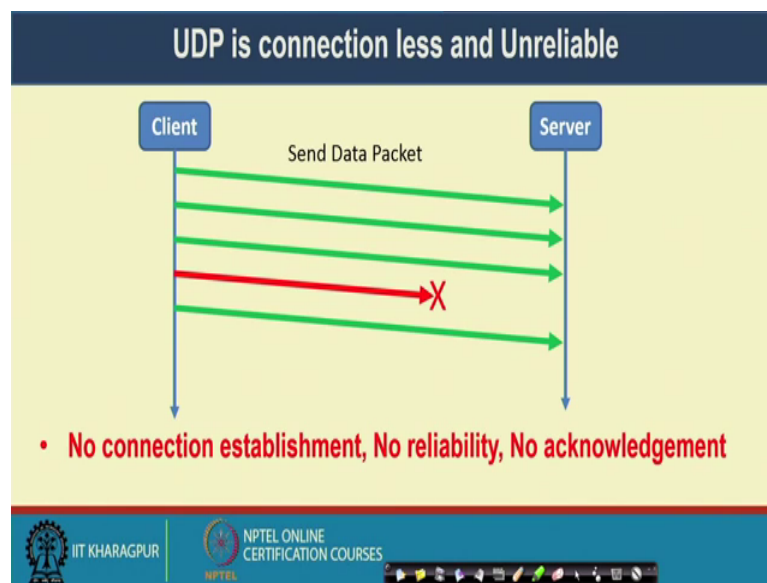 UDP is connection less and Unreliable
Client
Server
Send Data Packet
X
• No connection establishment, No reliability, No acknowledgement
IIT KHARAGPUR
NPTEL
NPTEL ONLINE
CERTIFICATION COURSES